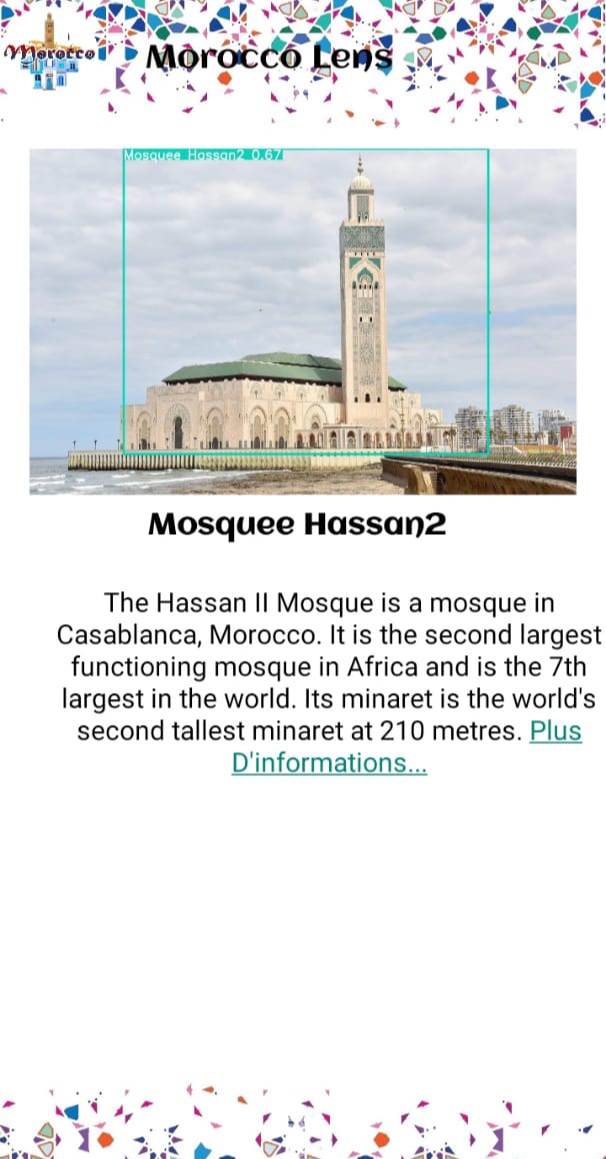 Morocco
Morocco Lens
Mosquee Hassan2 0.67
Mosquee Hassan2
The Hassan II Mosque is a mosque in
Casablanca, Morocco. It is the second largest
functioning mosque in Africa and is the 7th
largest in the world. Its minaret is the world's
second tallest minaret at 210 metres. Plus
D'informations...